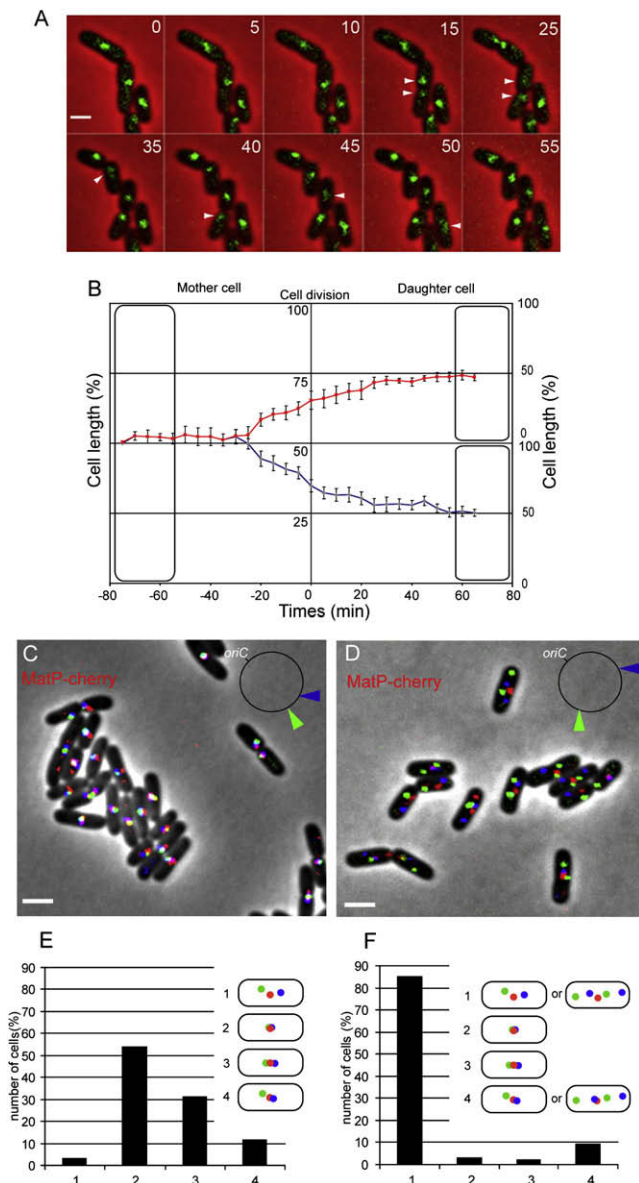 A
0 5 10 15 25
35 40 45 50 55
B
Mother cell Cell division Daughter cell
100 100
75 50
0
50 100
25 50
0
Cell length (%)
Cell length (%)
-80 -60 -40 -20 0 20 40 60 80
Times (min)
C oriC
MatP-cherry
D oriC
MatP-cherry
E
number of cells(%)
90
80
70
60
50
40
30
20
10
0
1 2 3 4
1
2
3
4
F
number of cells (%)
90
80
70
60
50
40
30
20
10
0
1 2 3 4
1 or
2
3
4 or